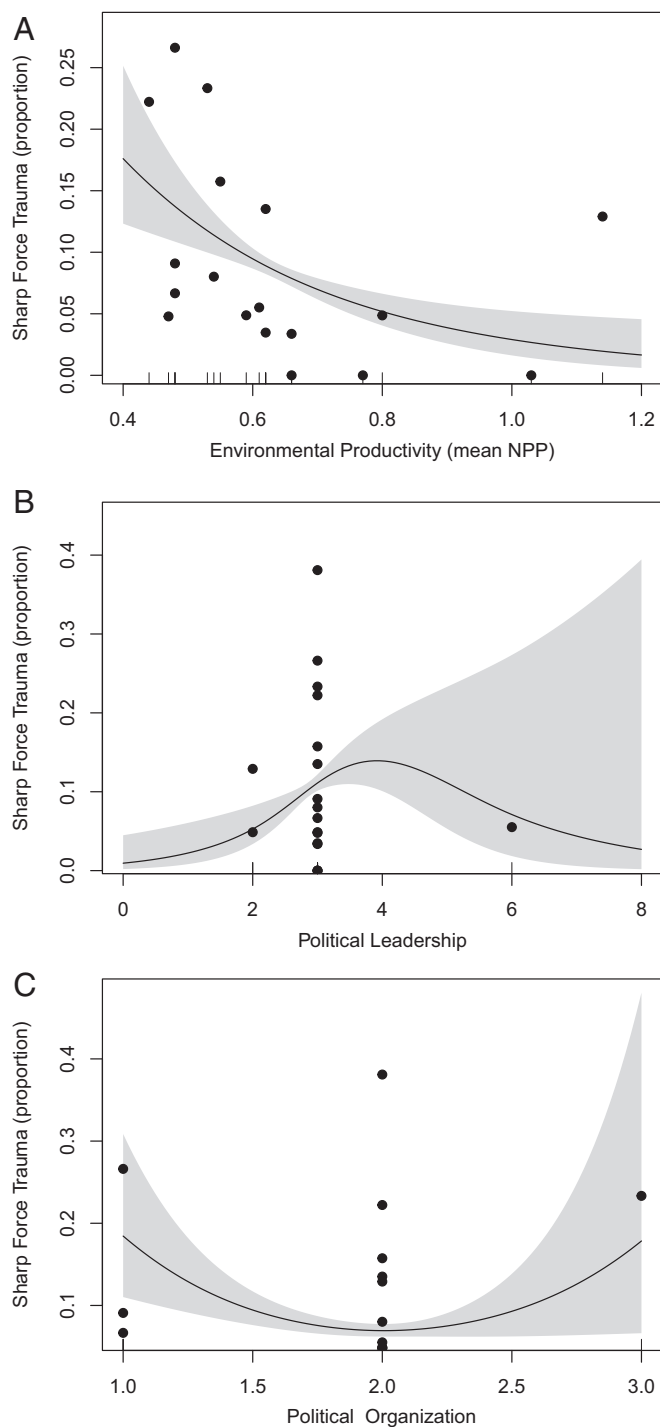 A
Sharp Force Trauma (proportion)
0.25
0.20
0.15
0.10
0.05
0.00
0.4 0.6 0.8 1.0 1.2
Environmental Productivity (mean NPP)
B
Sharp Force Trauma (proportion)
0.4
0.3
0.2
0.1
0.0
0 2 4 6 8
Political Leadership
C
Sharp Force Trauma (proportion)
0.4
0.3
0.2
0.1
1.0 1.5 2.0 2.5 3.0
Political Organization